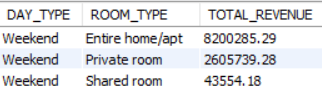 DAY_TYPE ROOM_TYPE TOTAL_REVENUE
Weekend Entire home/apt 8200285.29
Weekend Private room 2605739.28
Weekend Shared room 43554.18